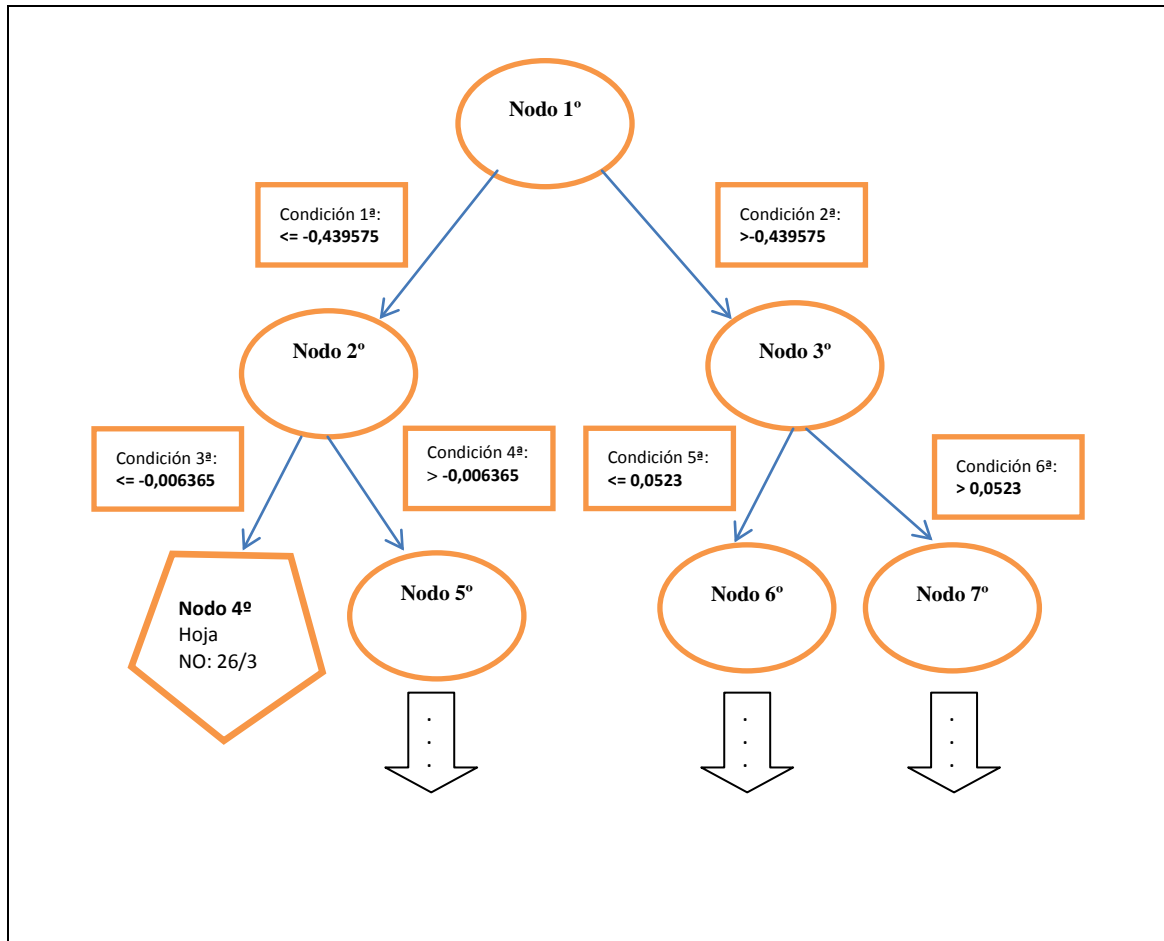 Nodo 1º
Condición 1ª:
<= -0,439575
Condición 2ª:
>-0,439575
Nodo 2º
Nodo 3º
Condición 3ª:
<= -0,006365
Condición 4ª:
> -0,006365
Condición 5ª:
<= 0,0523
Condición 6ª:
> 0,0523
Nodo 4º
Hoja
NO: 26/3
Nodo 5º
Nodo 6º
Nodo 7º
.
.
.
.
.
.
.
.
.